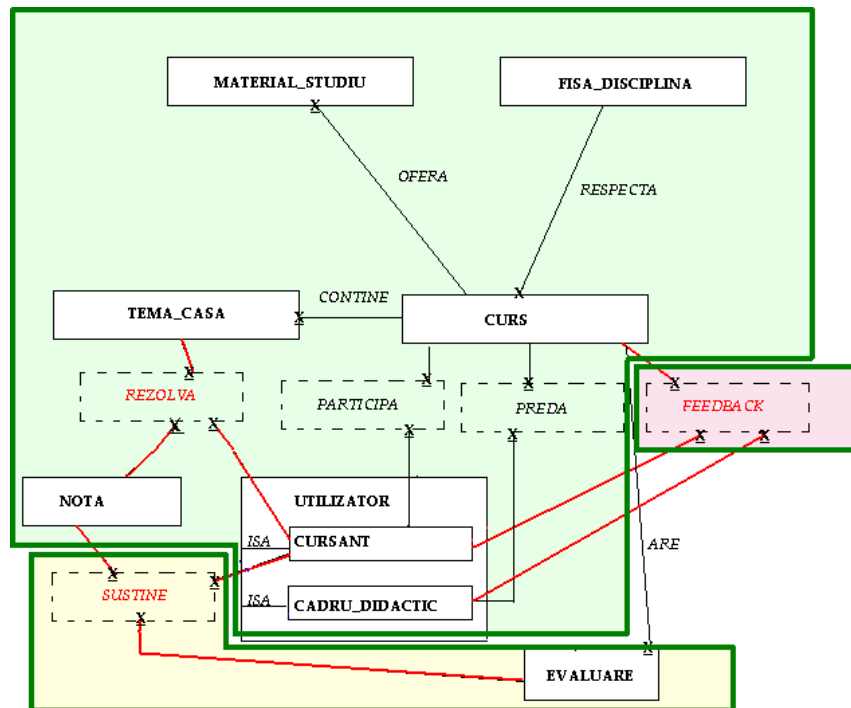 MATERIAL_STUDIU
FISA_DISCIPLINA
X
OFERA
RESPECTA
X
TEMA_CASA
CONTINE
X
CURS
X
X
X
X
REZOLVA
PARTICIPA
PREDA
FEEDBACK
X
X
X
X
X
X
NOTA
UTILIZATOR
ISA
CURSANT
ARE
X
X
SUSTINE
ISA
CADRU_DIDACTIC
X
X
EVALUARE